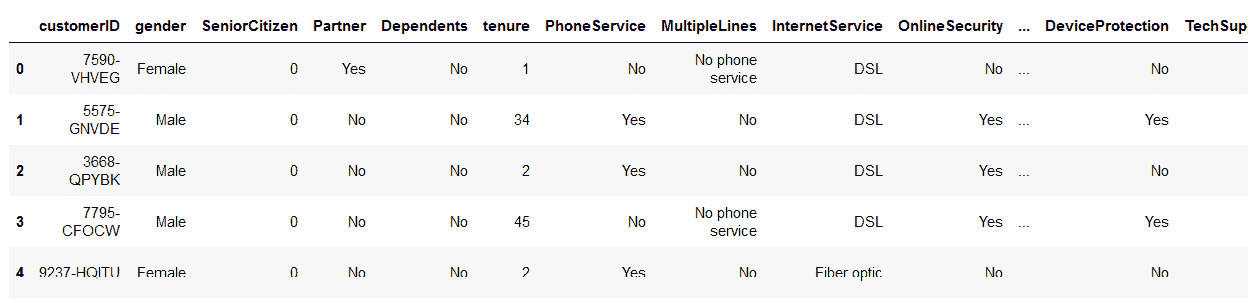 customerID gender SeniorCitizen Partner Dependents tenure PhoneService MultipleLines InternetService OnlineSecurity ... DeviceProtection TechSup
0 7590-VHVEG Female 0 Yes No 1 No No phone service DSL No ... No
1 5575-GNVDE Male 0 No No 34 Yes No DSL Yes ... Yes
2 3668-QPYBK Male 0 No No 2 Yes No DSL Yes ... No
3 7795-CFOCW Male 0 No No 45 No No phone service DSL Yes ... Yes
4 9237-HQITU Female 0 No No 2 Yes No Fiber optic No No